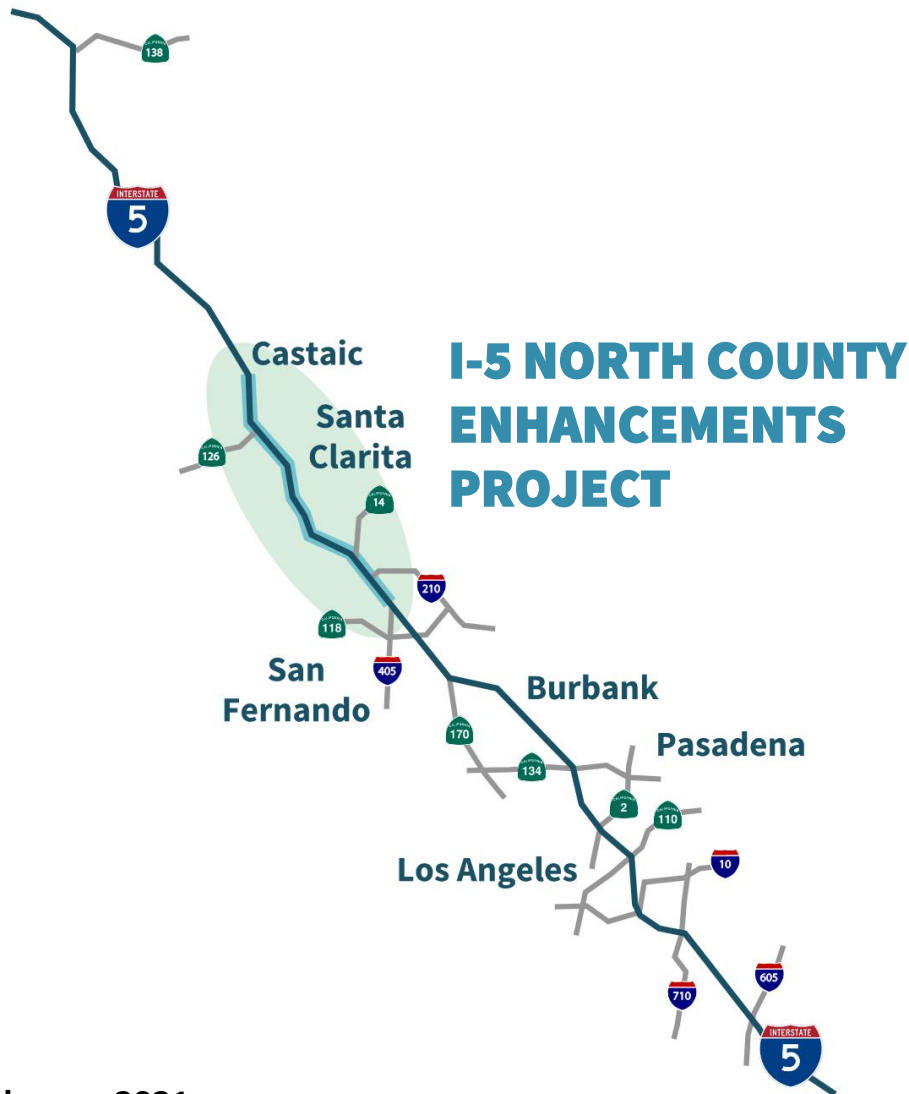 138
INTERSTATE
5
Castaic
I-5 NORTH COUNTY
ENHANCEMENTS
PROJECT
Santa
Clarita
126
14
210
118
San
Fernando
405
Burbank
170
Pasadena
134
2
110
Los Angeles
10
605
710
INTERSTATE
5